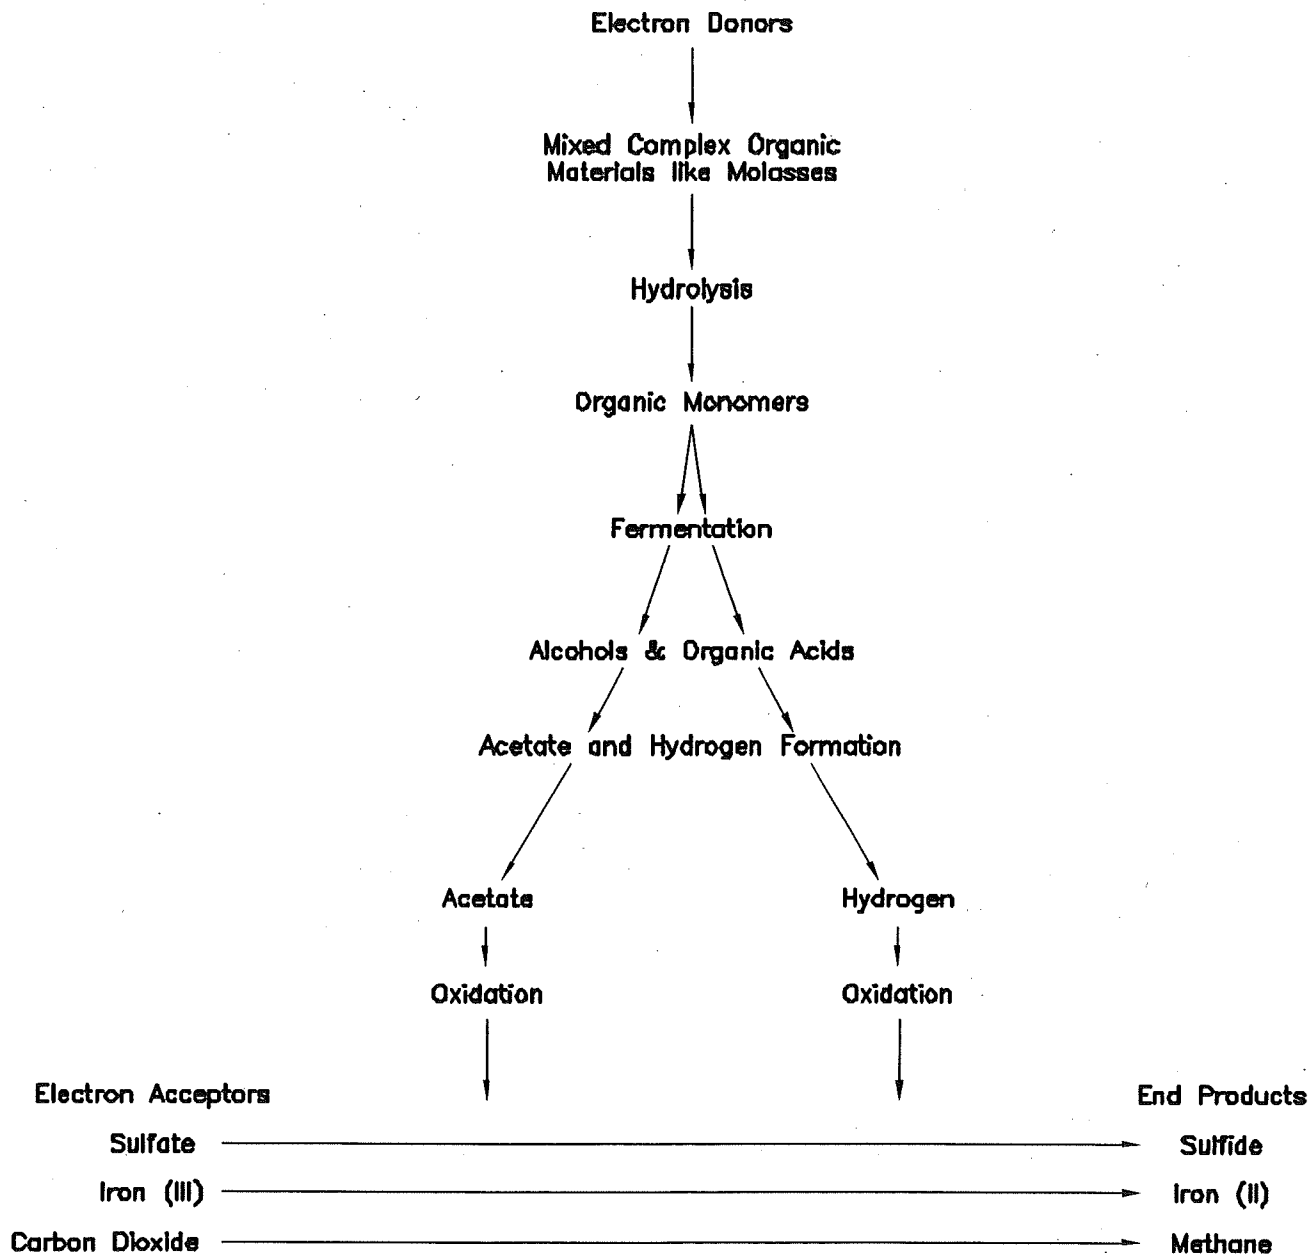 Electron Donors
Mixed Complex Organic
Materials like Molasses
Hydrolysis
Organic Monomers
Fermentation
Alcohols & Organic Acids
Acetate and Hydrogen Formation
Acetate
Hydrogen
Oxidation
Oxidation
Electron Acceptors
End Products
Sulfate
Sulfide
Iron (III)
Iron (II)
Carbon Dioxide
Methane